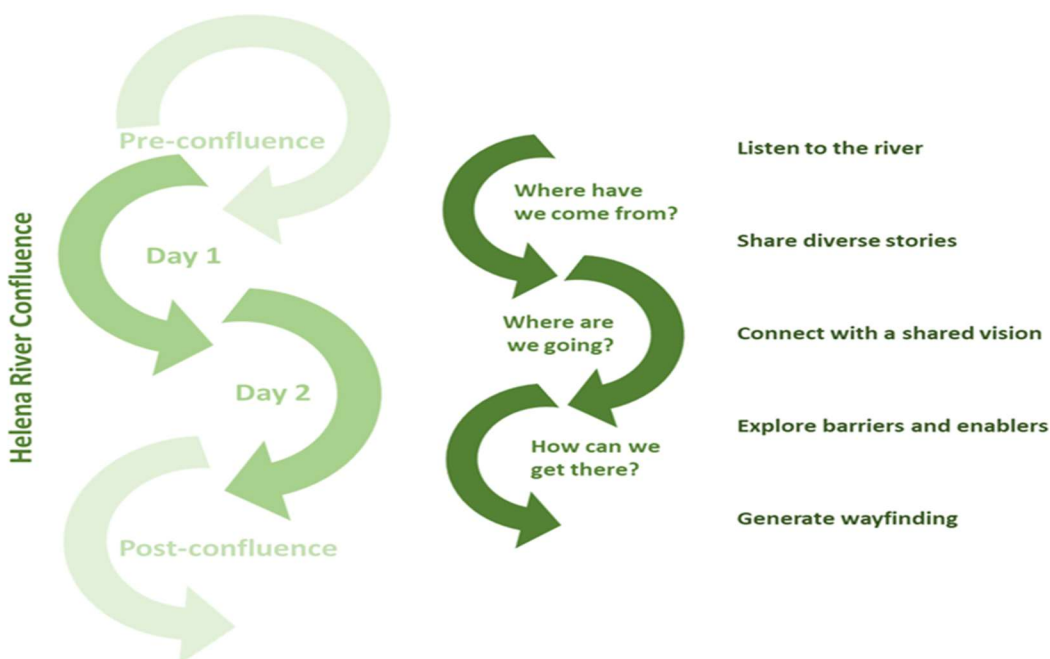 Helena River Confluence
Pre-confluence
Day 1
Day 2
Post-confluence
Where have
we come from?
Where are
we going?
How can we
get there?
Listen to the river
Share diverse stories
Connect with a shared vision
Explore barriers and enablers
Generate wayfinding